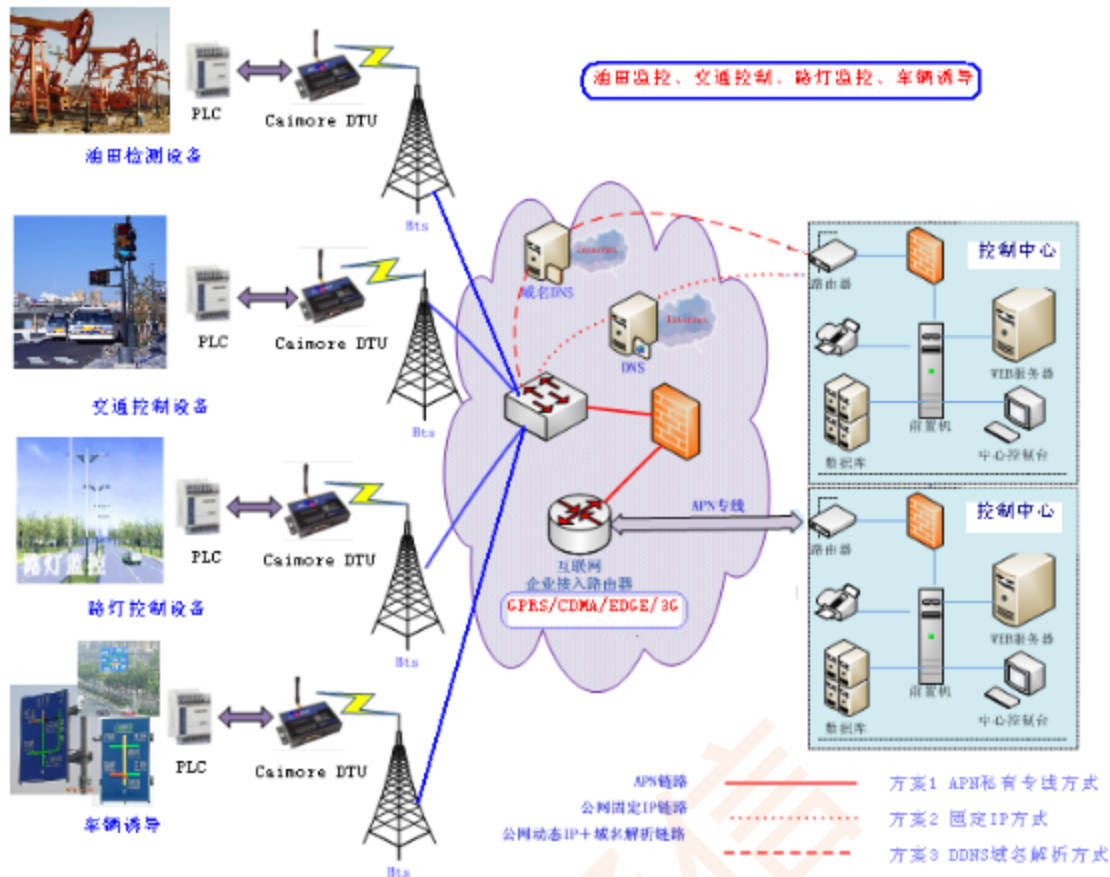 油田监控、交通控制、路灯监控、车辆诱导
PLC
Caimore DTU
油田检测设备
Bts
PLC
Caimore DTU
交通控制设备
Bts
路灯监控
PLC
Caimore DTU
路灯控制设备
Bts
PLC
Caimore DTU
车辆诱导
Bts
Internet
域名DNS
Internet
DNS
APN专线
互联网
企业接入路由器
GPRS/CDMA/EDGE/3G
控制中心
路由器
WEB服务器
前置机
数据库
中心控制台
控制中心
路由器
WEB服务器
前置机
数据库
中心控制台
APN链路
方案1 APN私有专线方式
公网固定IP链路
方案2 固定IP方式
公网动态IP+域名解析链路
方案3 DDNS域名解析方式